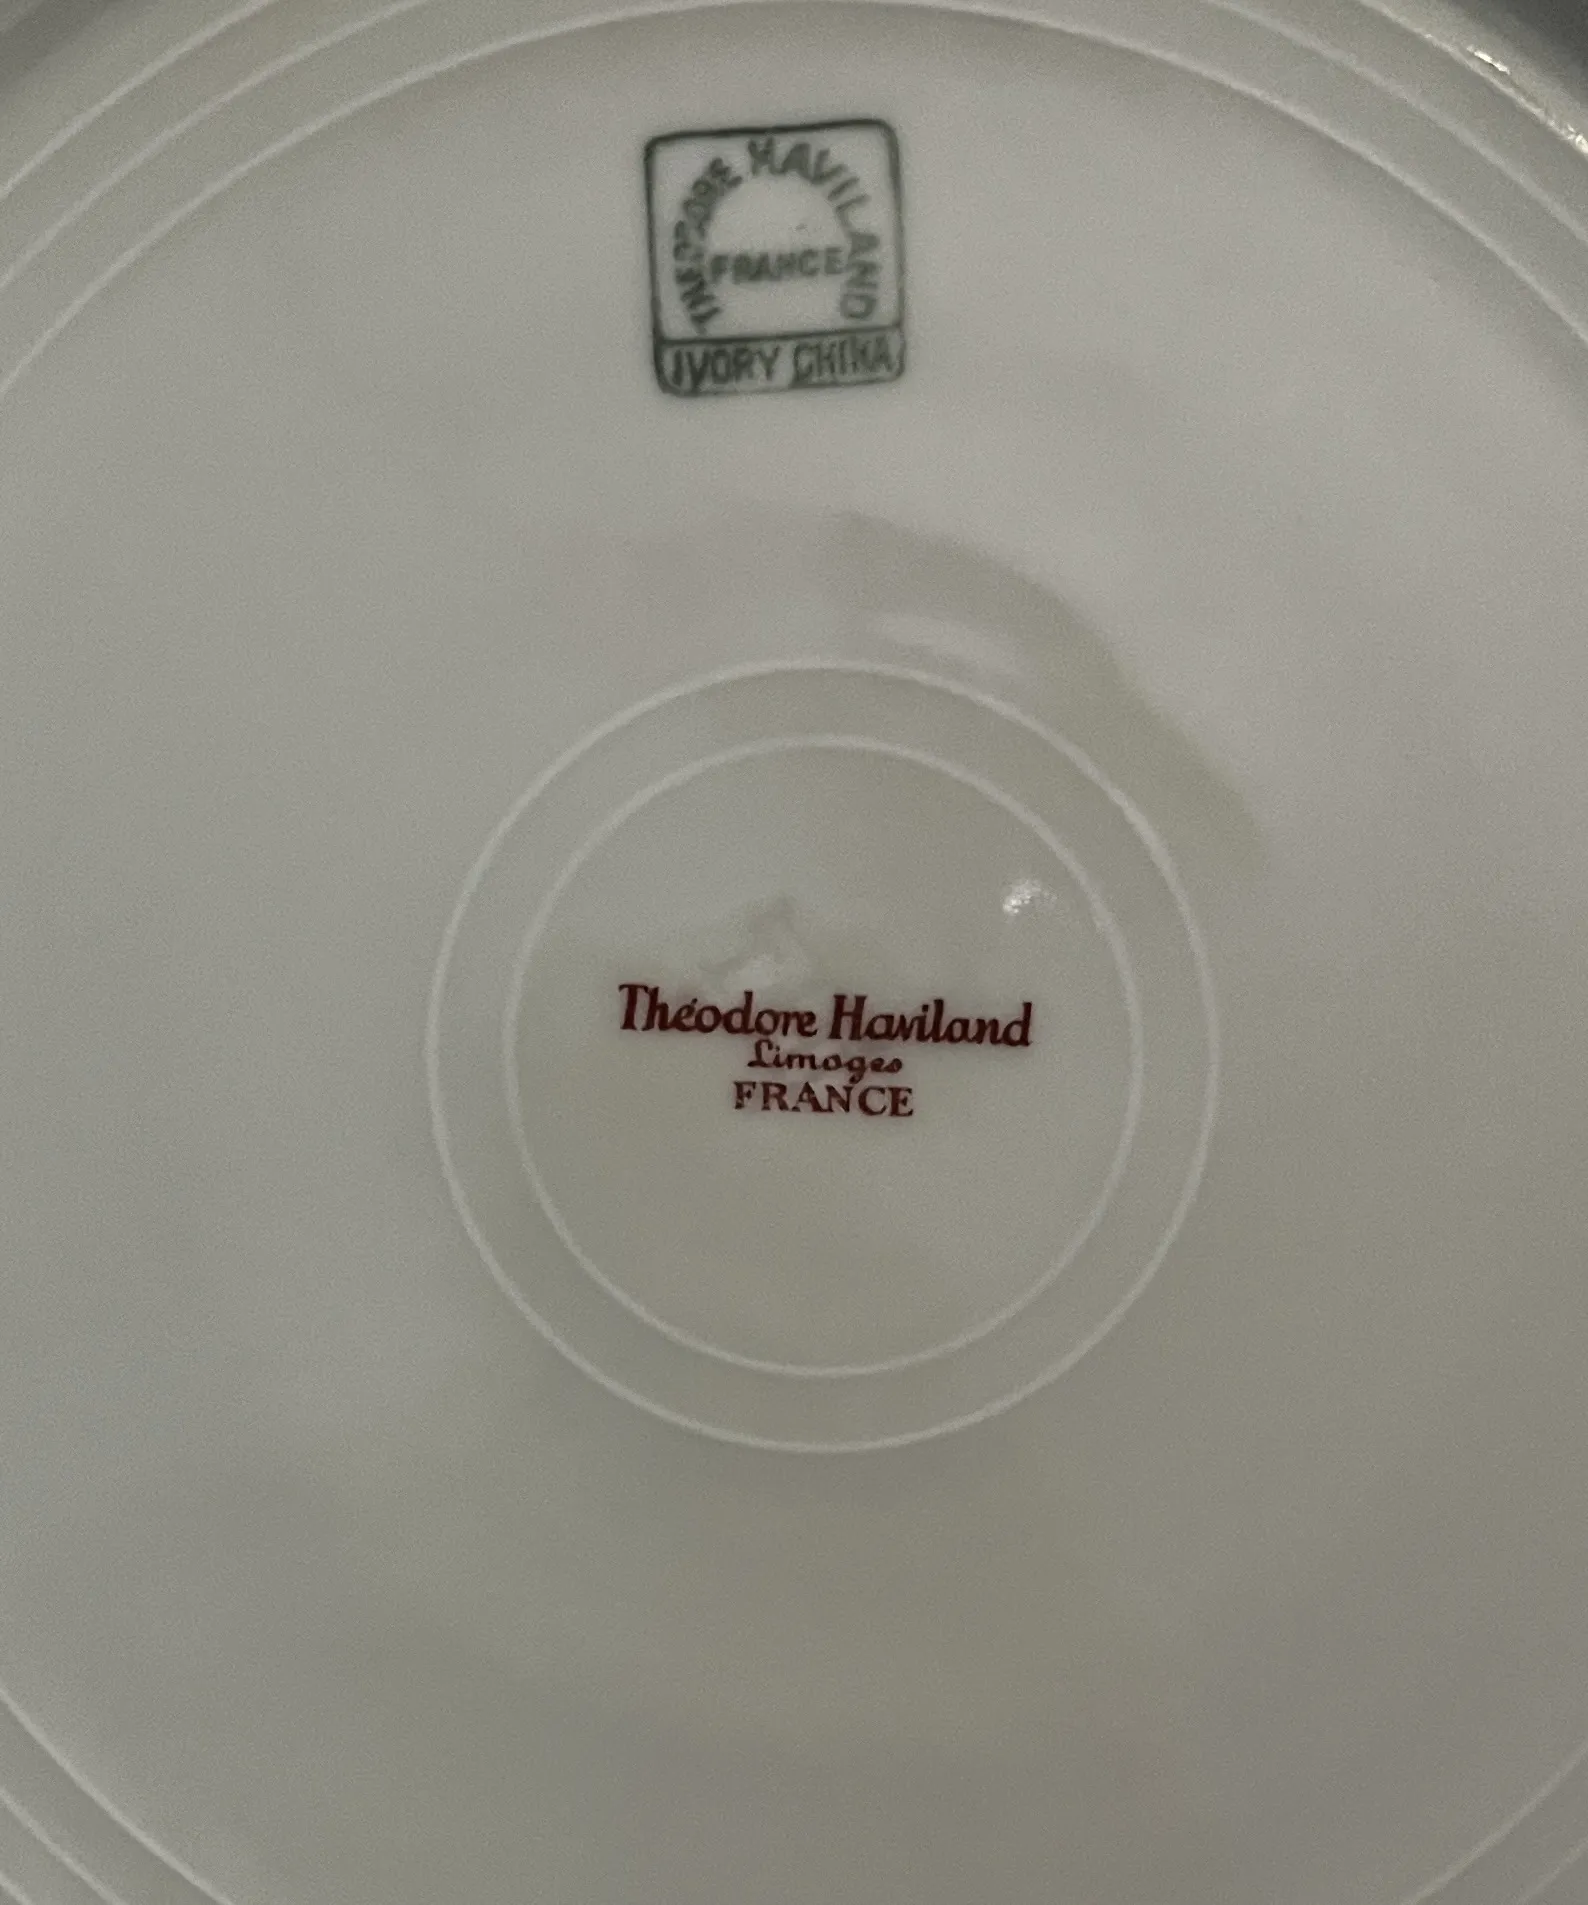 THEODORE HAVILAND
FRANCE
IVORY CHINA
Théodore Haviland
Limoges
FRANCE